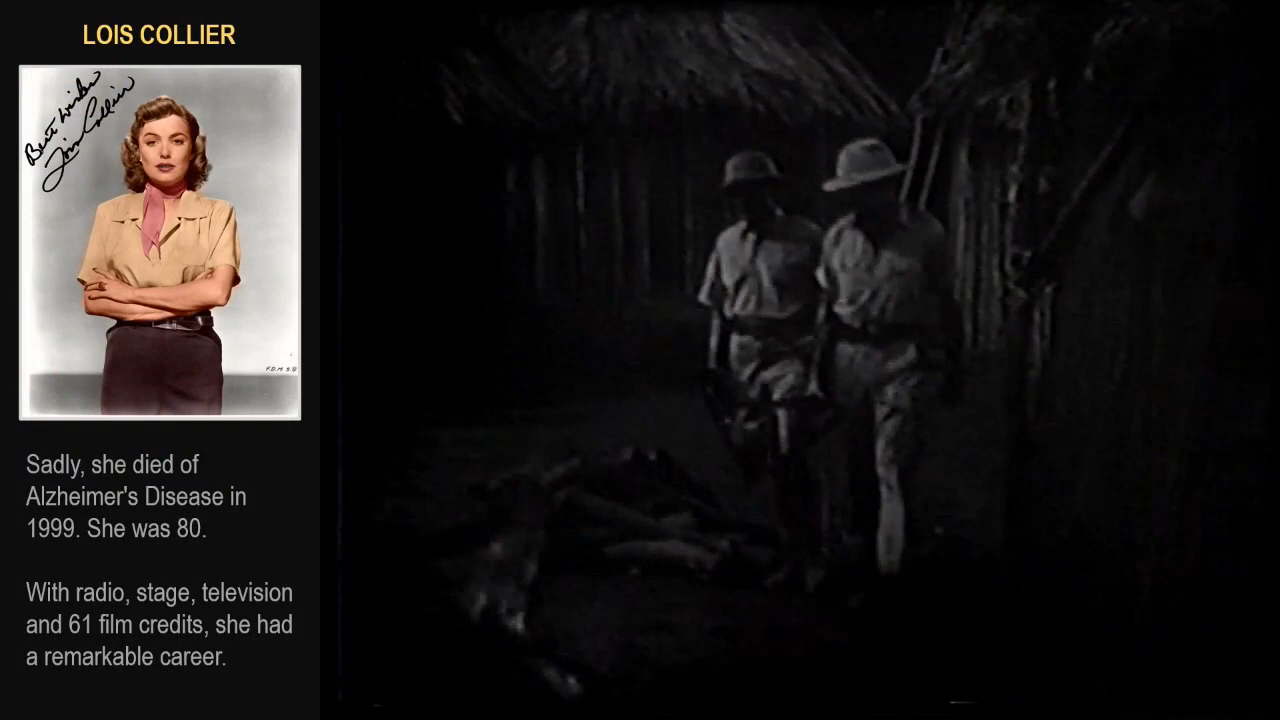 LOIS COLLIER
Best Wishes
Lois Collier
Sadly, she died of
Alzheimer's Disease in
1999. She was 80.
With radio, stage, television
and 61 film credits, she had
a remarkable career.